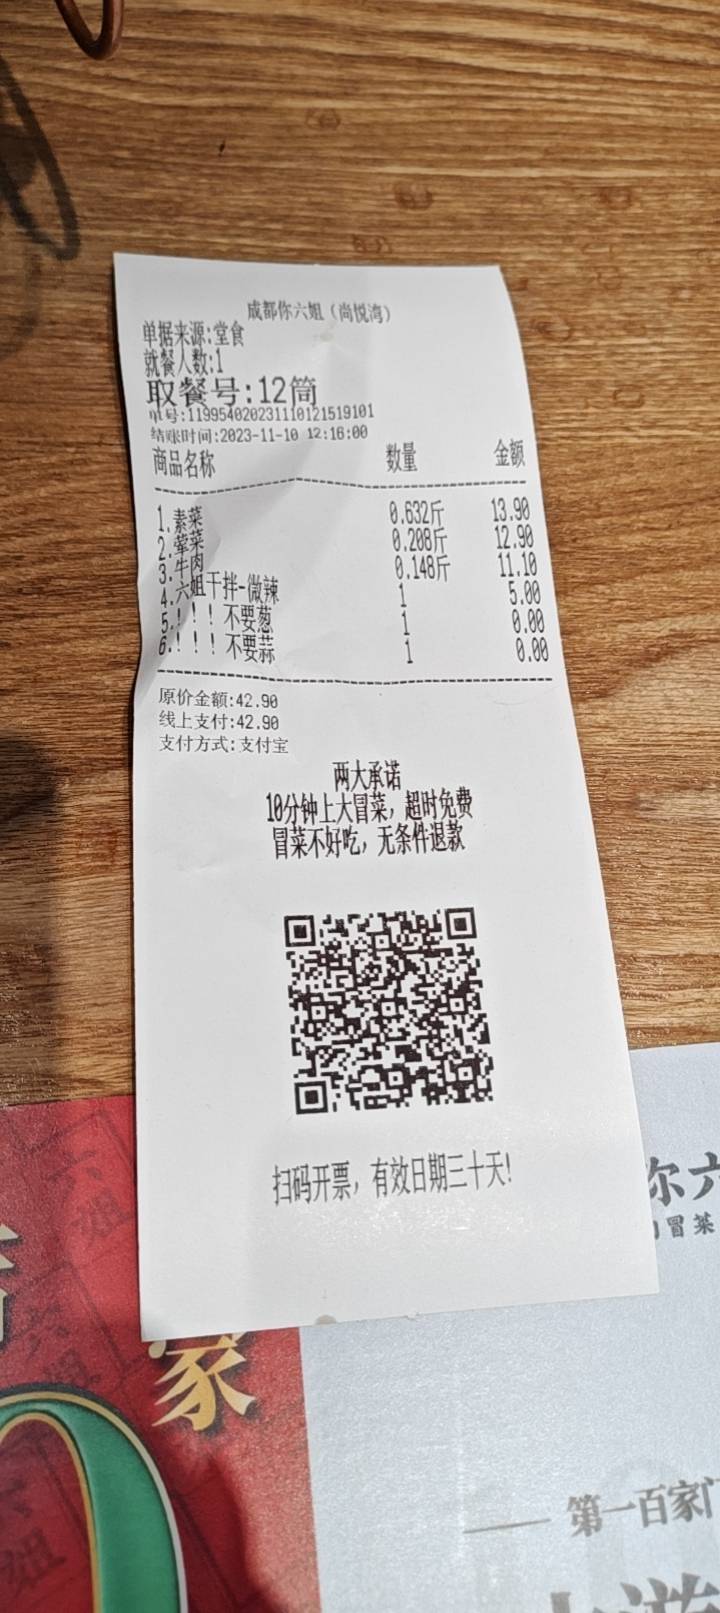 成都你六姐（尚悦湾）
单据来源:堂食
就餐人数:1
取餐号:12筒
单号:119954020231110121519101
结账时间:2023-11-10 12:16:00
商品名称 数量 金额
1.素菜 0.632斤 13.90
2.荤菜 0.208斤 12.90
3.牛肉 0.148斤 11.10
4.六姐干拌-微辣 1 5.00
5.！！！不要葱 1 0.00
6.！！！不要蒜 1 0.00
原价金额:42.90
线上支付:42.90
支付方式:支付宝
两大承诺
10分钟上大冒菜，超时免费
冒菜不好吃，无条件退款
扫码开票，有效日期三十天!
你六
冒菜
六姐
六姐
家
六姐
第一百家门